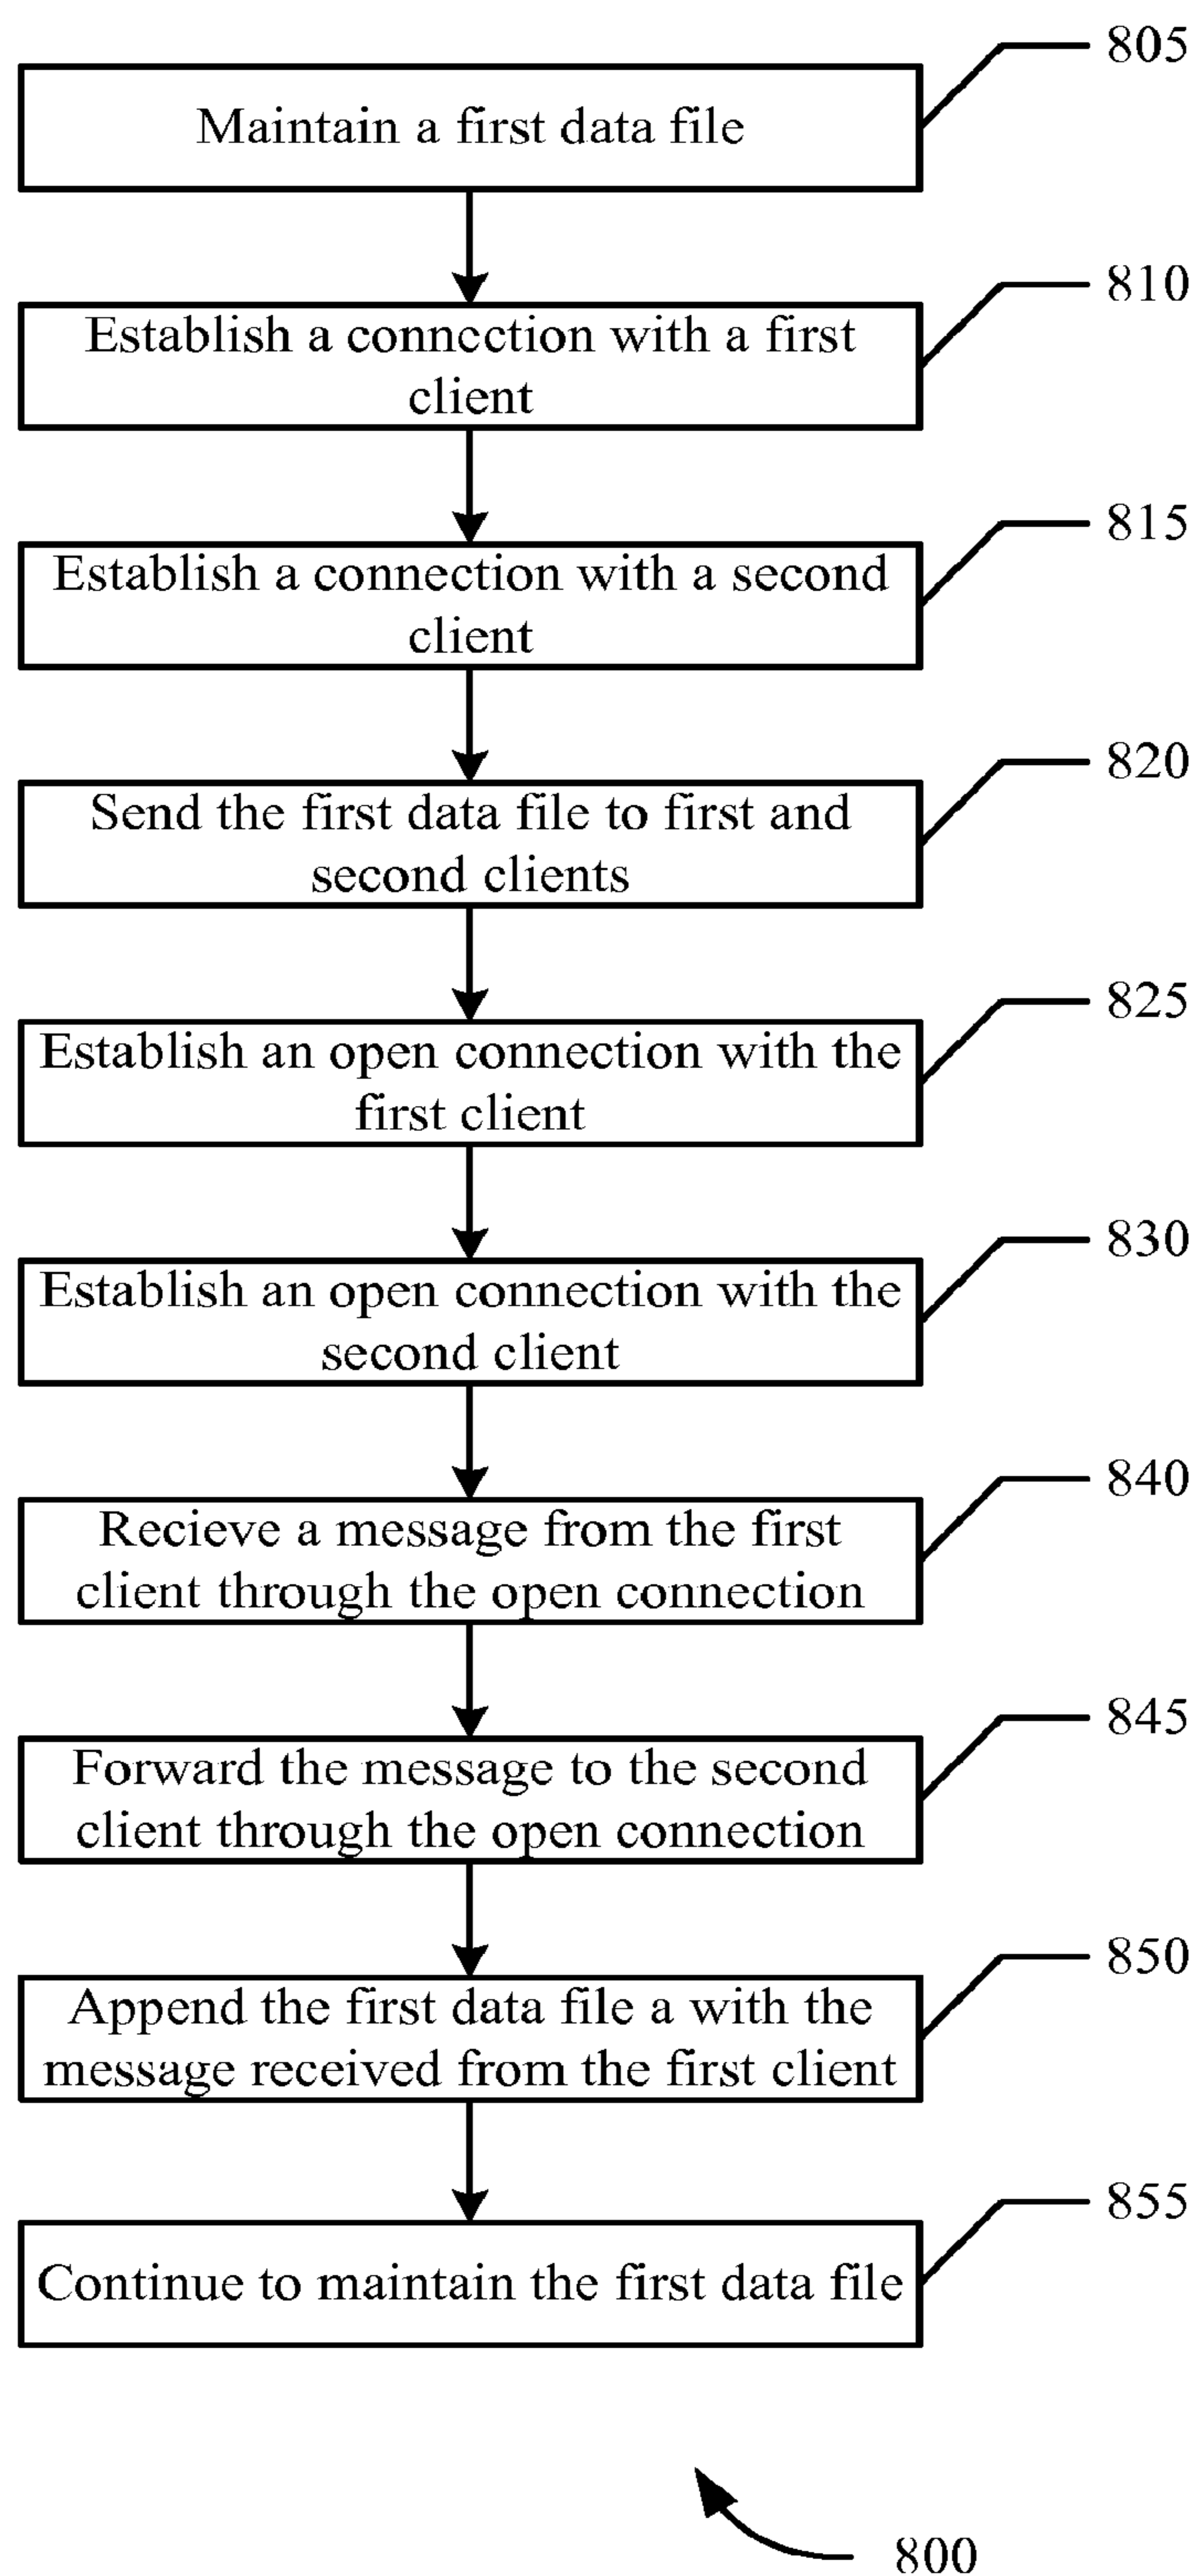 805
Maintain a first data file
810
Establish a connection with a first
client
815
Establish a connection with a second
client
820
Send the first data file to first and
second clients
825
Establish an open connection with the
first client
830
Establish an open connection with the
second client
840
Recieve a message from the first
client through the open connection
845
Forward the message to the second
client through the open connection
850
Append the first data file a with the
message received from the first client
855
Continue to maintain the first data file
800